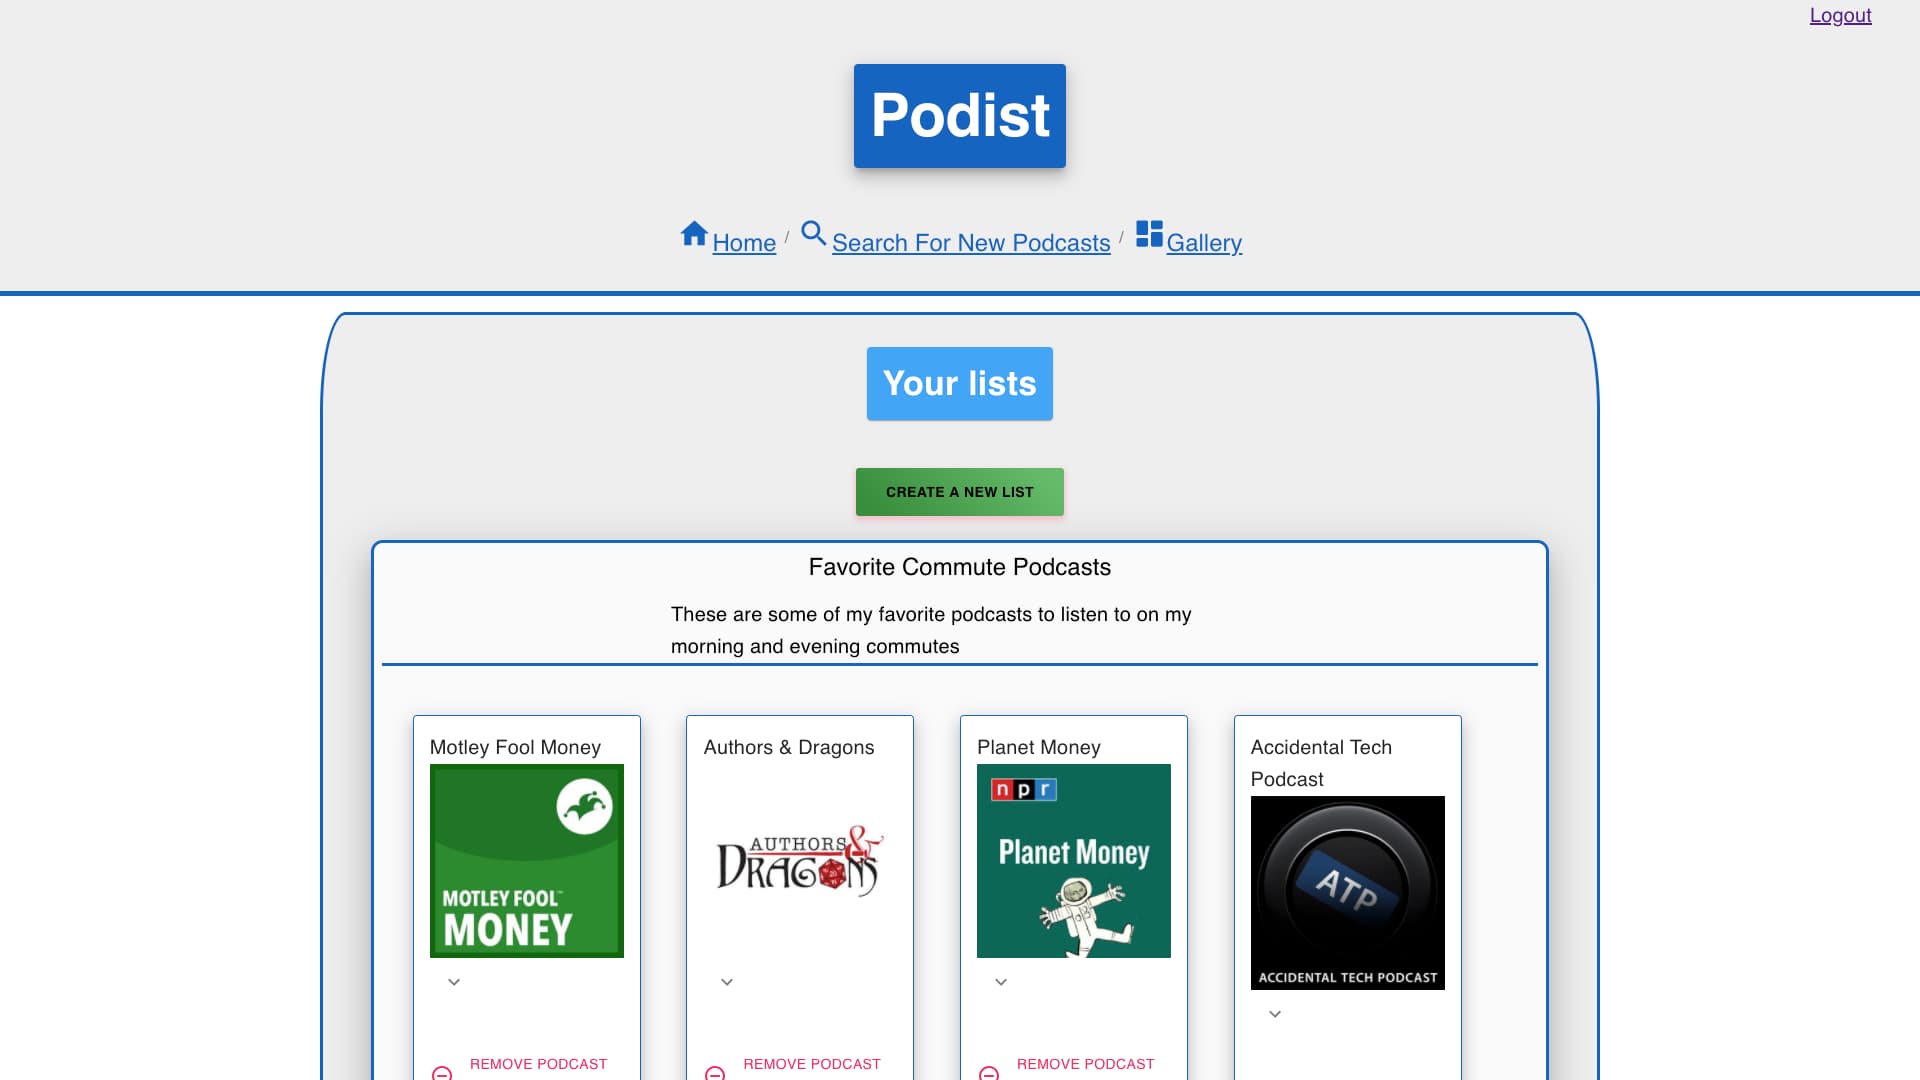 Logout
Podist
Home / Search For New Podcasts / Gallery
Your lists
CREATE A NEW LIST
Favorite Commute Podcasts
These are some of my favorite podcasts to listen to on my
morning and evening commutes
Motley Fool Money
MOTLEY FOOL™
MONEY
REMOVE PODCAST
Authors & Dragons
AUTHORS &
DRAGONS
20
REMOVE PODCAST
Planet Money
npr
Planet Money
REMOVE PODCAST
Accidental Tech
Podcast
ATP
ACCIDENTAL TECH PODCAST